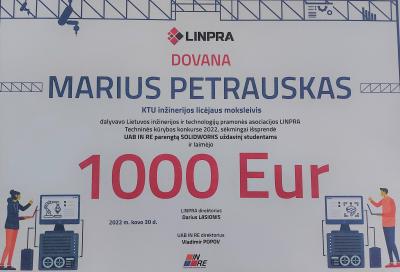 LINPRA
DOVANA
MARIUS PETRAUSKAS
KTU inžinerijos licėjaus moksleivis
dalyvavo Lietuvos inžinerijos ir technologijų pramonės asociacijos LINPRA
Techninės kūrybos konkurse 2022, sėkmingai išsprendė
UAB IN RE parengtą SOLIDWORKS uždavinį studentams
ir laimėjo
1000 Eur
LINPRA direktorius
Darius LASIONIS
2022 m. kovo 30 d.
UAB IN RE direktorius
Vladimir POPOV
IN RE